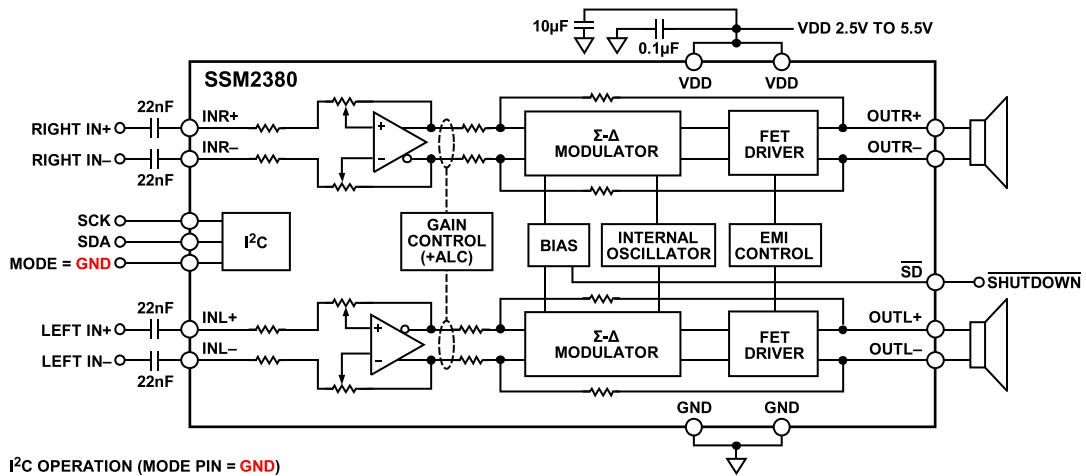 10µF
0.1µF
VDD 2.5V TO 5.5V
VDD
VDD
SSM2380
22nF
RIGHT IN+
INR+
RIGHT IN–
INR–
22nF
Σ-Δ
MODULATOR
FET
DRIVER
OUTR+
OUTR–
SCK
SDA
MODE = GND
I²C
GAIN
CONTROL
(+ALC)
BIAS
INTERNAL
OSCILLATOR
EMI
CONTROL
SD
SHUTDOWN
22nF
LEFT IN+
INL+
LEFT IN–
INL–
22nF
Σ-Δ
MODULATOR
FET
DRIVER
OUTL+
OUTL–
GND
GND
I²C OPERATION (MODE PIN = GND)